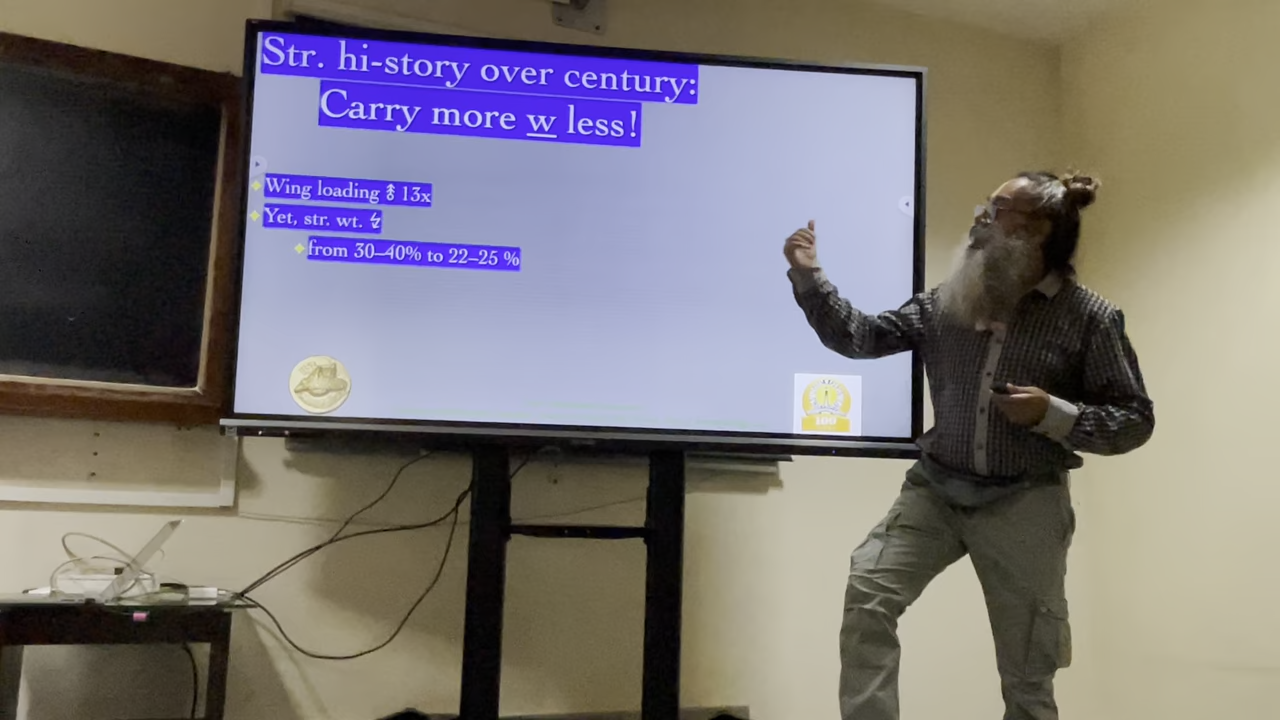 Str. hi-story over century:
Carry more w less!
Wing loading ⇞ 13x
Yet, str. wt. ↯
from 30–40% to 22–25 %
100